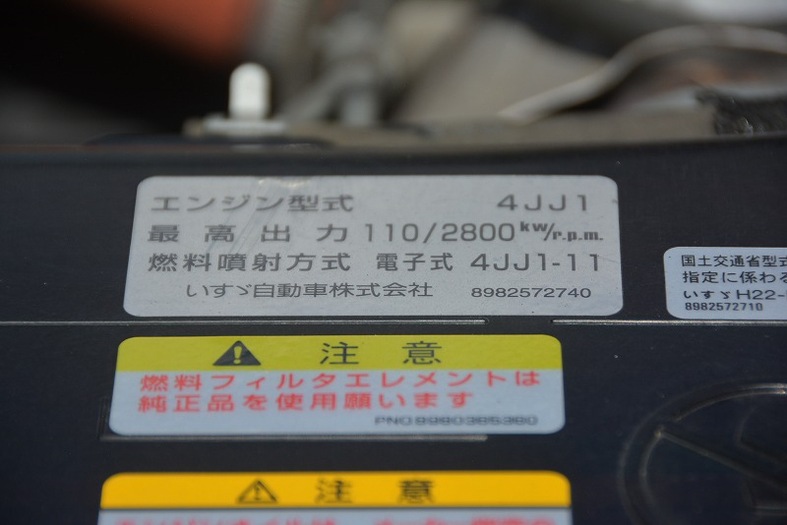 エンジン型式 4JJ1
最高出力 110/2800kw/r.p.m.
燃料噴射方式 電子式 4JJ1-11
いすゞ自動車株式会社 8982572740
国土交通省型式
指定に係わる
いすゞH22-
8982572710
注意
燃料フィルタエレメントは
純正品を使用願います
PNO.8980365380
注意